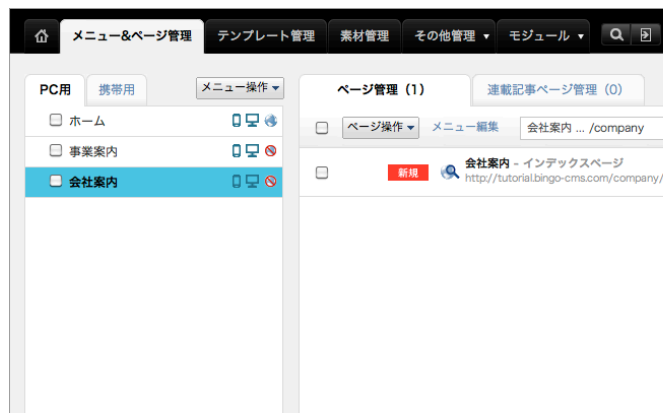 メニュー&ページ管理 テンプレート管理 素材管理 その他管理 ▼ モジュール ▼
PC用 携帯用 メニュー操作▼
ホーム
事業案内
会社案内
ページ管理（1） 連載記事ページ管理（0）
ページ操作▼ メニュー編集 会社案内 ... /company
新規 会社案内 – インデックスページ
http://tutorial.bingo-cms.com/company/